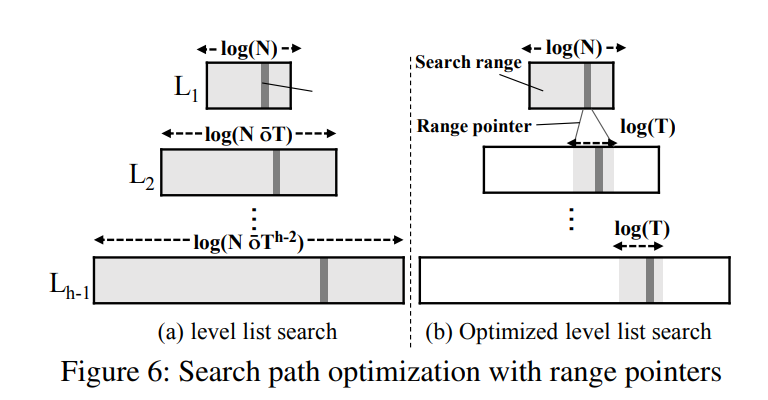 log(N)
L1
log(N ōT)
L2
⋮
log(N ōT^h-2)
Lh-1
(a) level list search
log(N)
Search range
Range pointer
log(T)
⋮
log(T)
(b) Optimized level list search
Figure 6: Search path optimization with range pointers